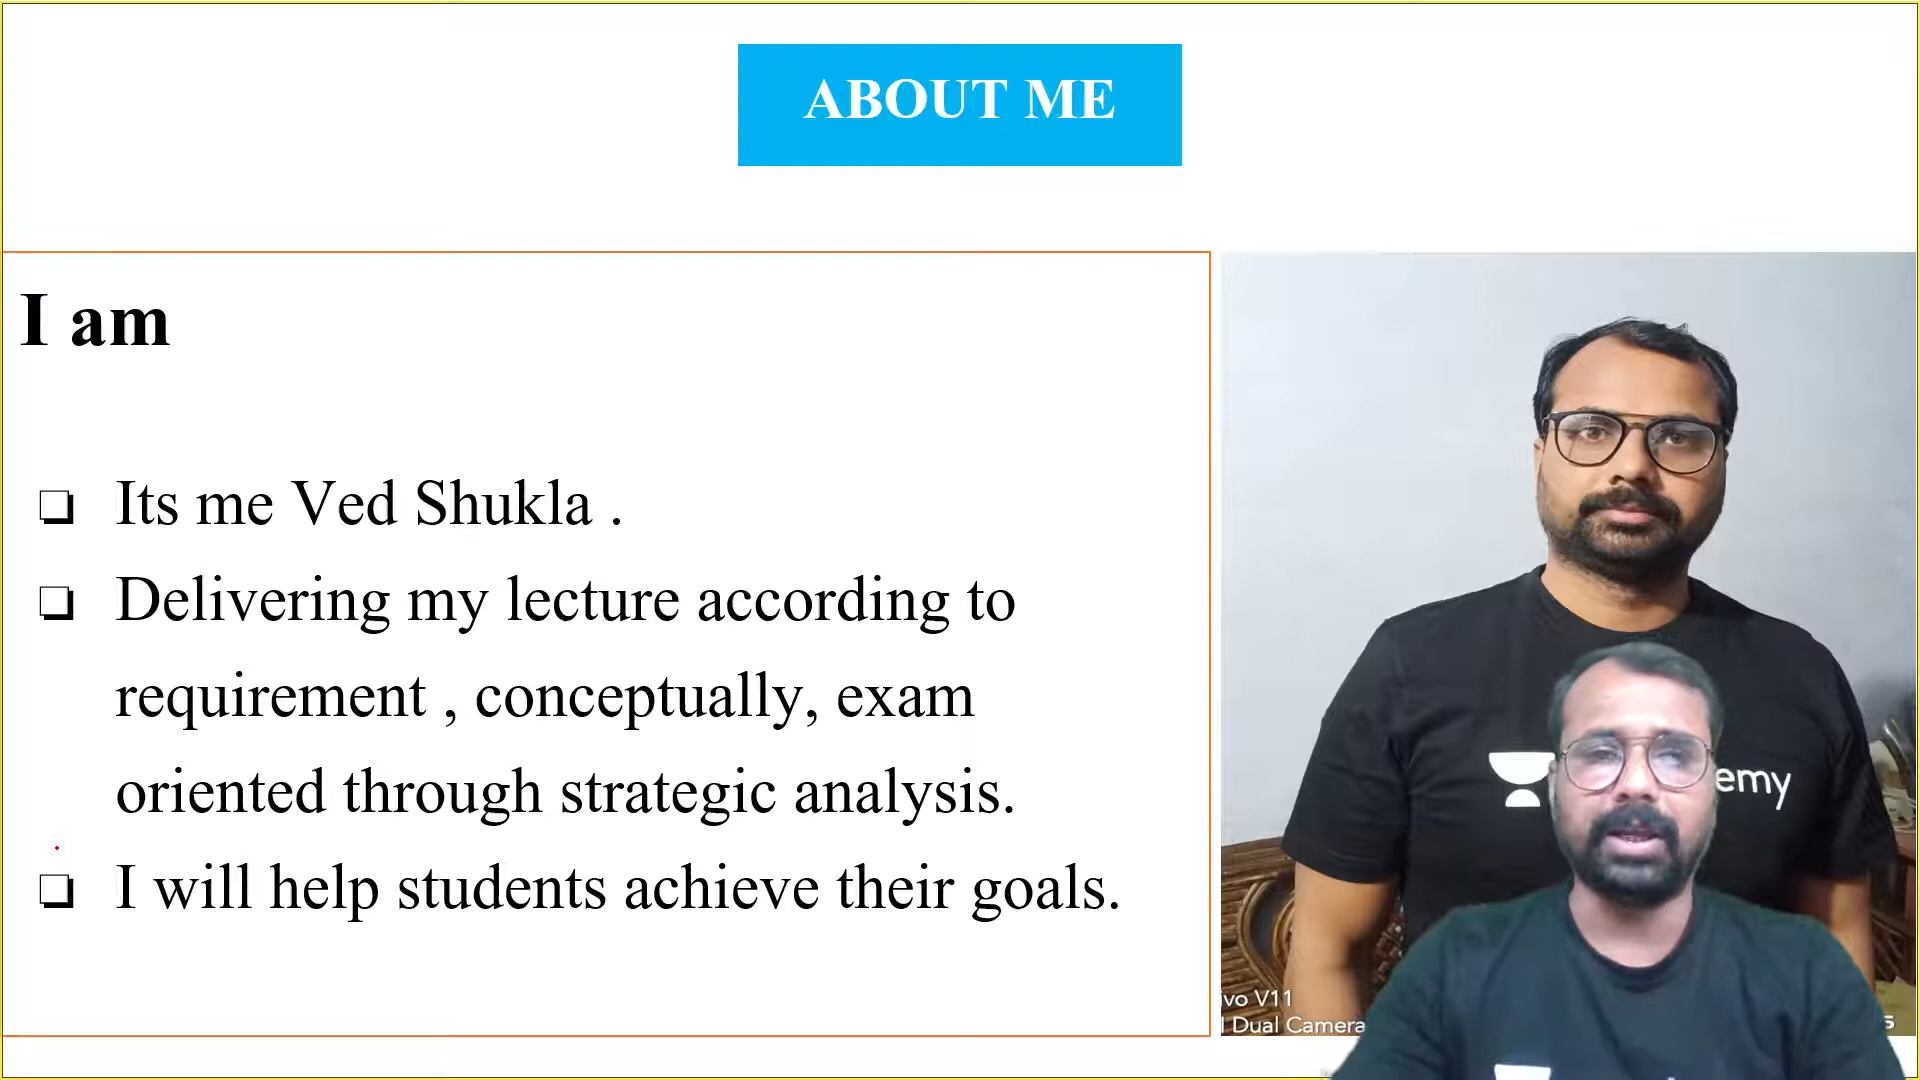 ABOUT ME
I am
❑ Its me Ved Shukla .
❑ Delivering my lecture according to
requirement , conceptually, exam
oriented through strategic analysis.
❑ I will help students achieve their goals.
emy
ivo V11
Dual Camera